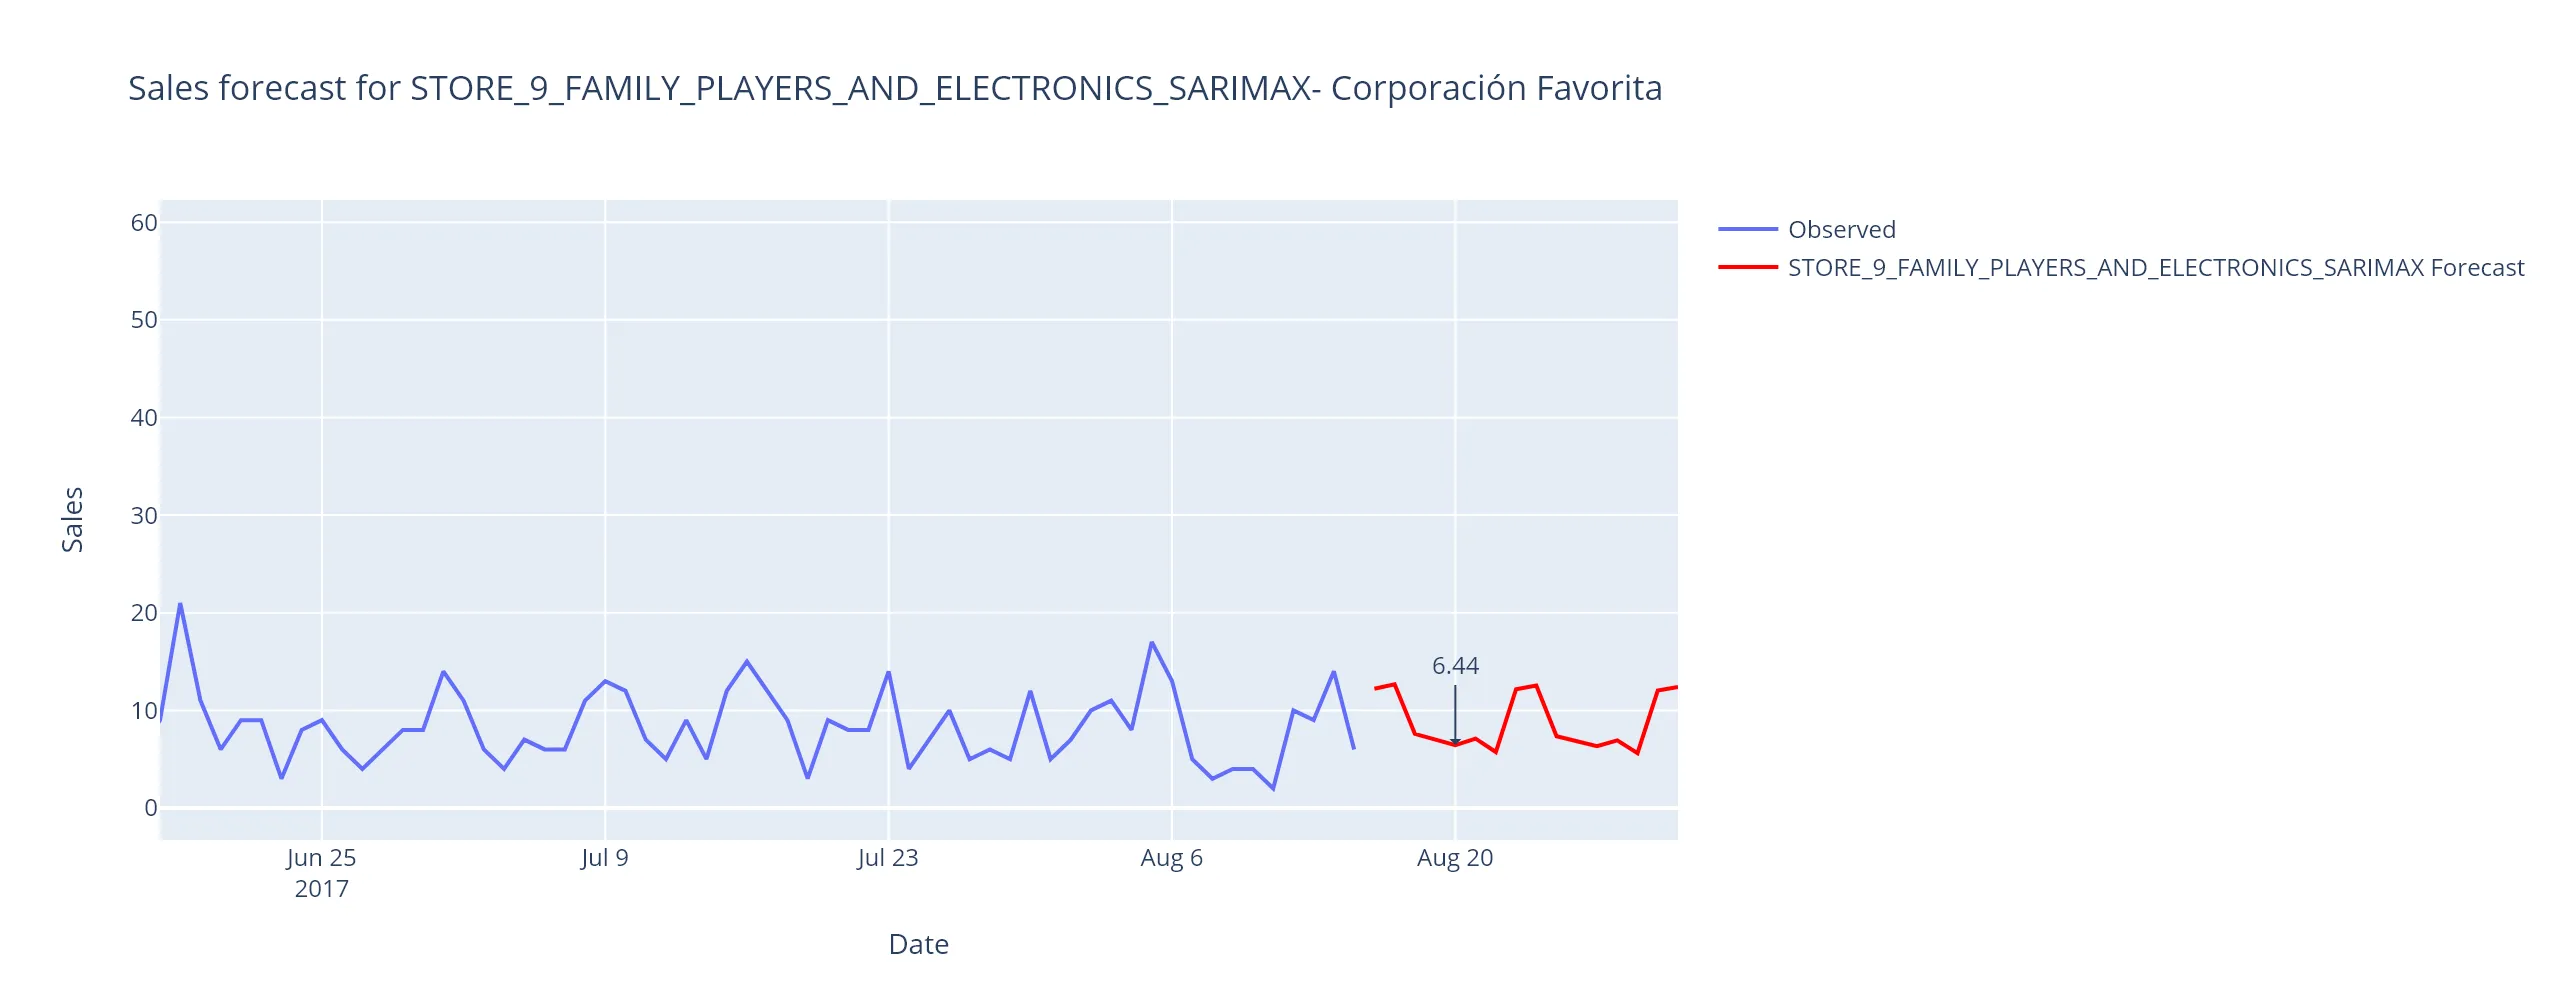 Sales forecast for STORE_9_FAMILY_PLAYERS_AND_ELECTRONICS_SARIMAX- Corporación Favorita
Observed
STORE_9_FAMILY_PLAYERS_AND_ELECTRONICS_SARIMAX Forecast
60
50
40
30
20
10
0
Sales
6.44
Jun 25
2017
Jul 9
Jul 23
Aug 6
Aug 20
Date